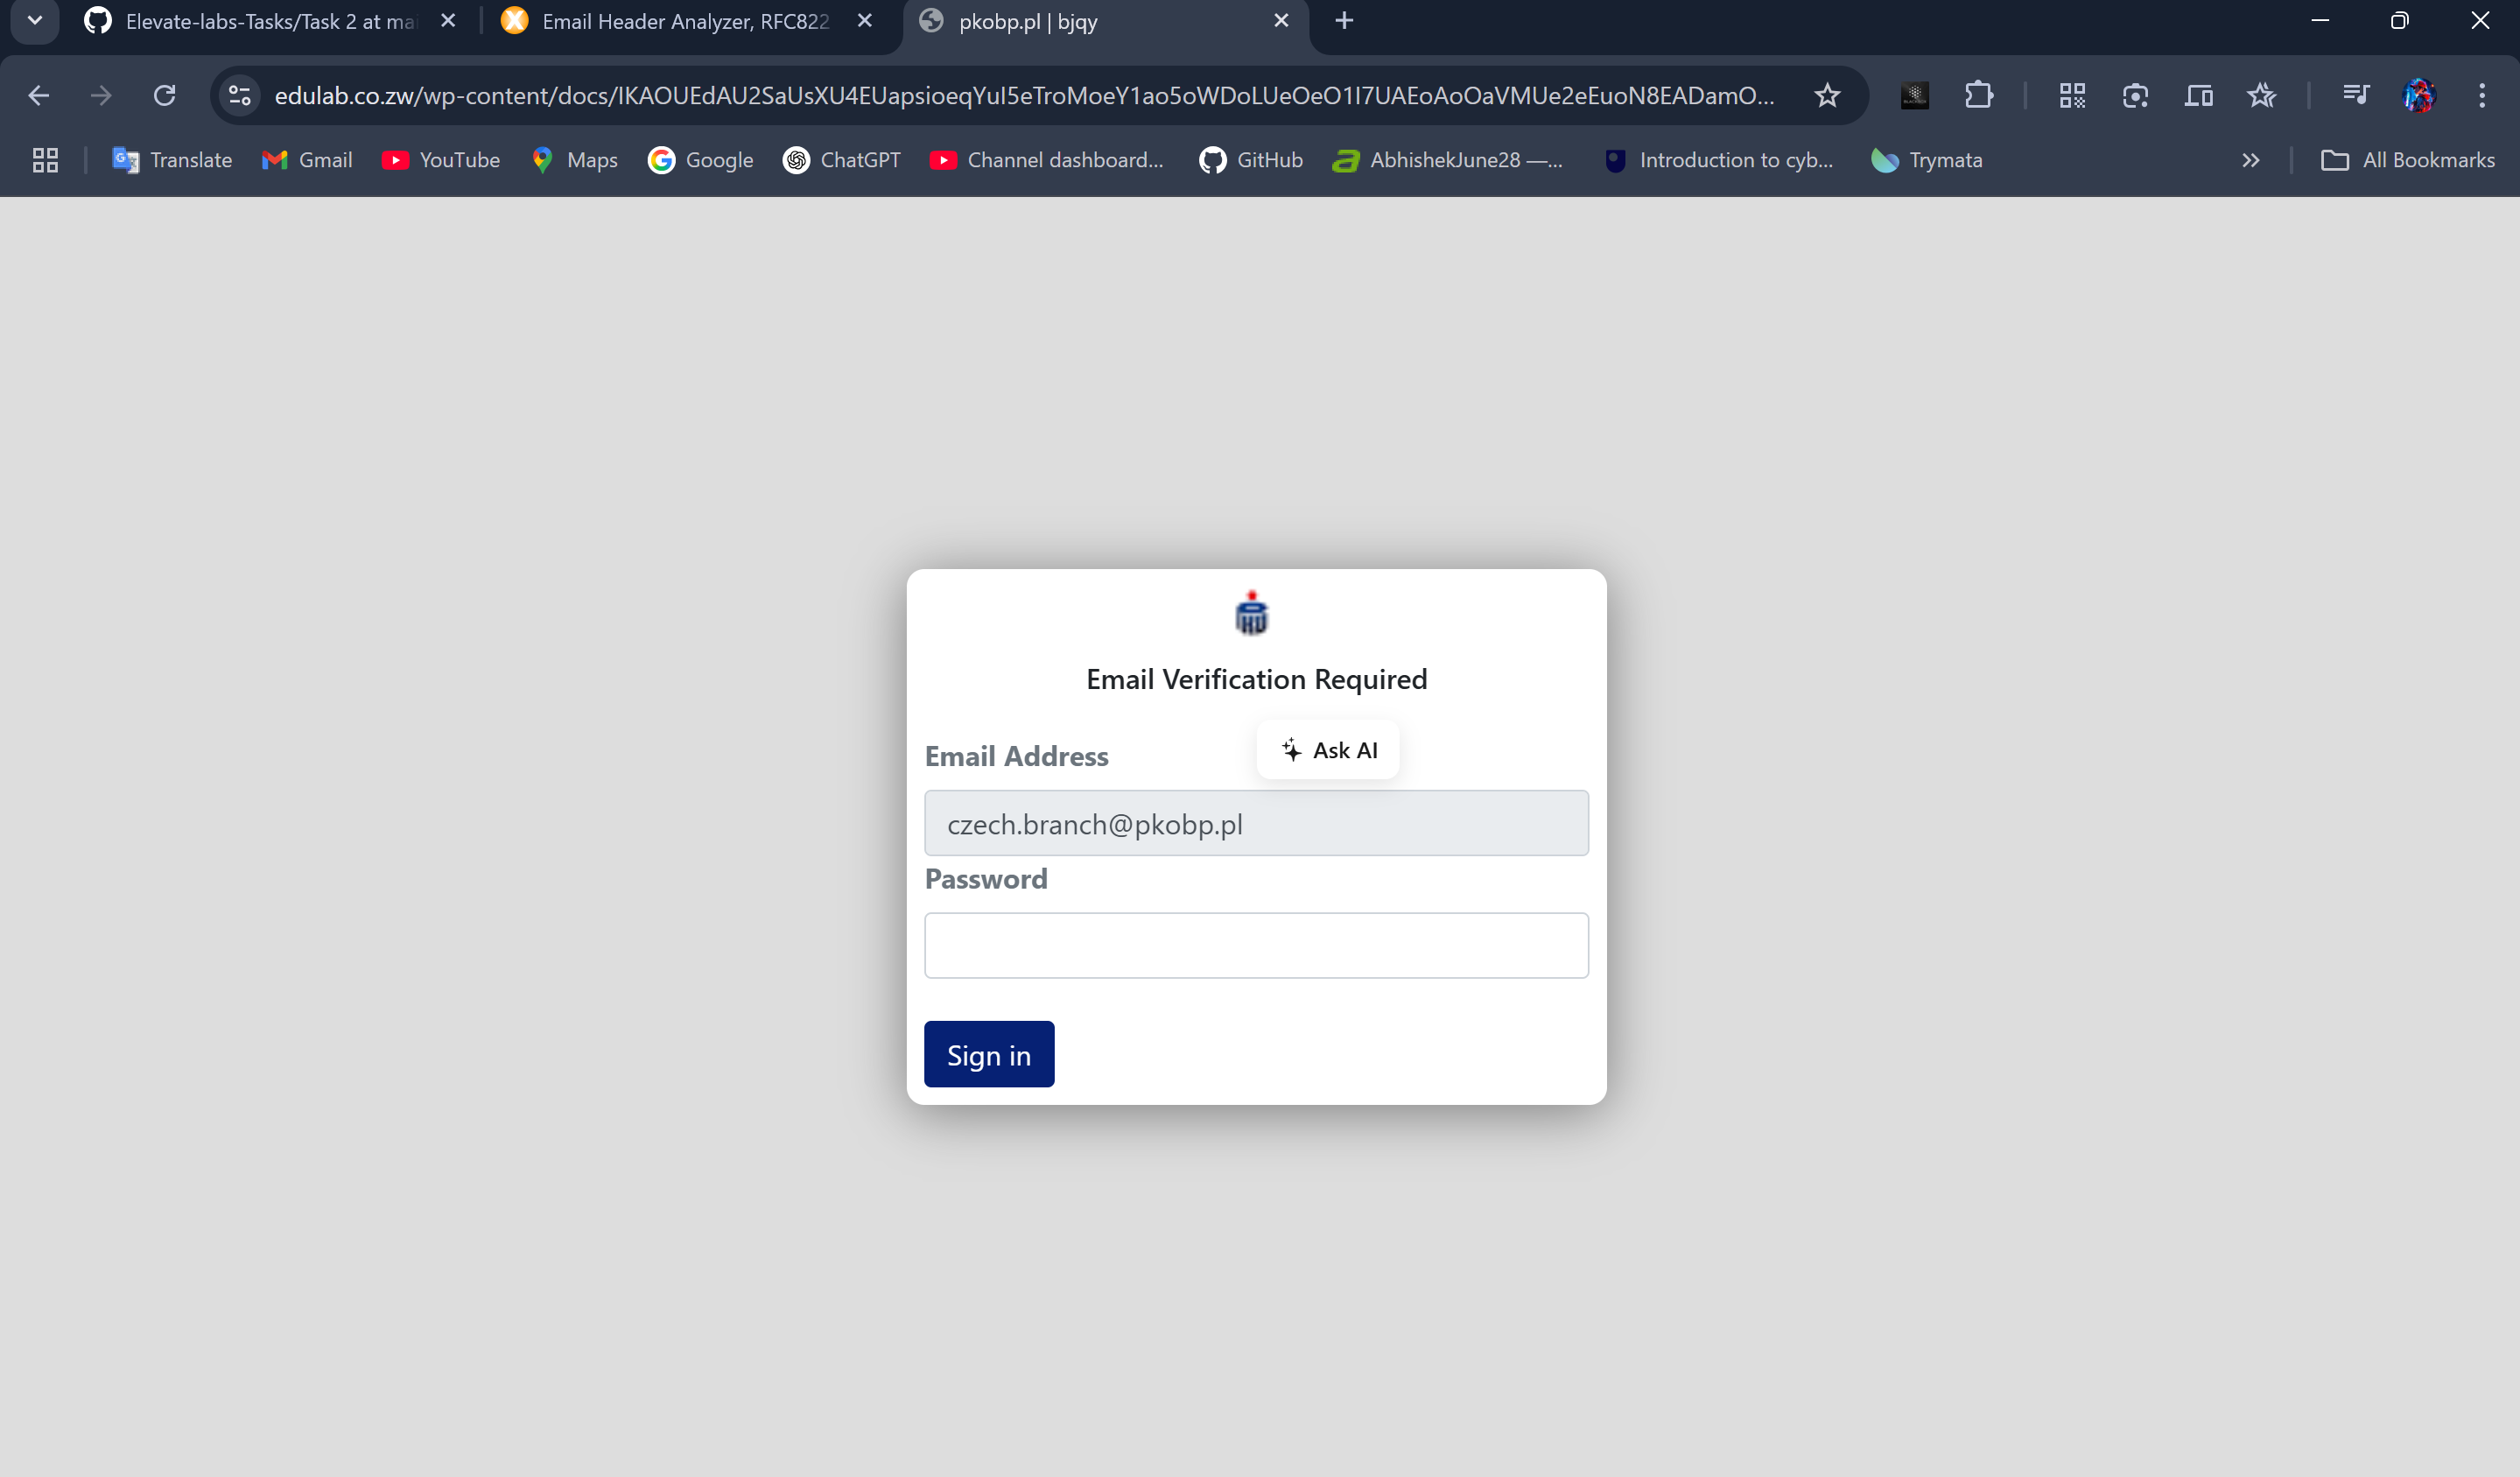 Elevate-labs-Tasks/Task 2 at mai
Email Header Analyzer, RFC822
pkobp.pl | bjqy
edulab.co.zw/wp-content/docs/IKAOUEdAU2SaUsXU4EUapsioeqYuI5eTroMoeY1ao5oWDoLUeOeO1I7UAEoAoOaVMUe2eEuoN8EADamO...
Translate
Gmail
YouTube
Maps
Google
ChatGPT
Channel dashboard...
GitHub
AbhishekJune28 —...
Introduction to cyb...
Trymata
All Bookmarks
Email Verification Required
Ask AI
Email Address
czech.branch@pkobp.pl
Password
Sign in